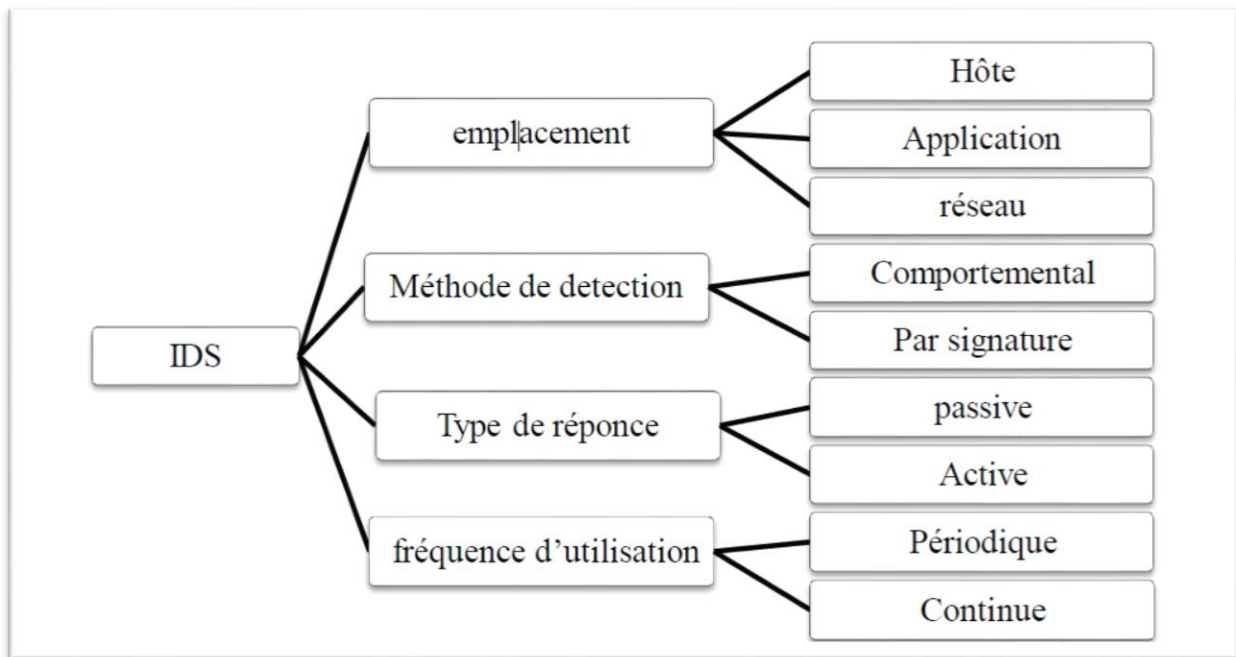 IDS
emplacement
Hôte
Application
réseau
Méthode de detection
Comportemental
Par signature
Type de réponce
passive
Active
fréquence d’utilisation
Périodique
Continue